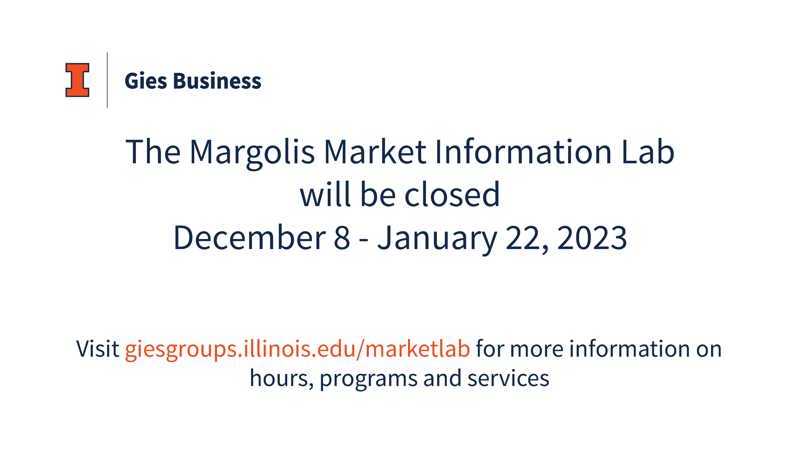 I
Gies Business
The Margolis Market Information Lab
will be closed
December 8 - January 22, 2023
Visit giesgroups.illinois.edu/marketlab for more information on
hours, programs and services